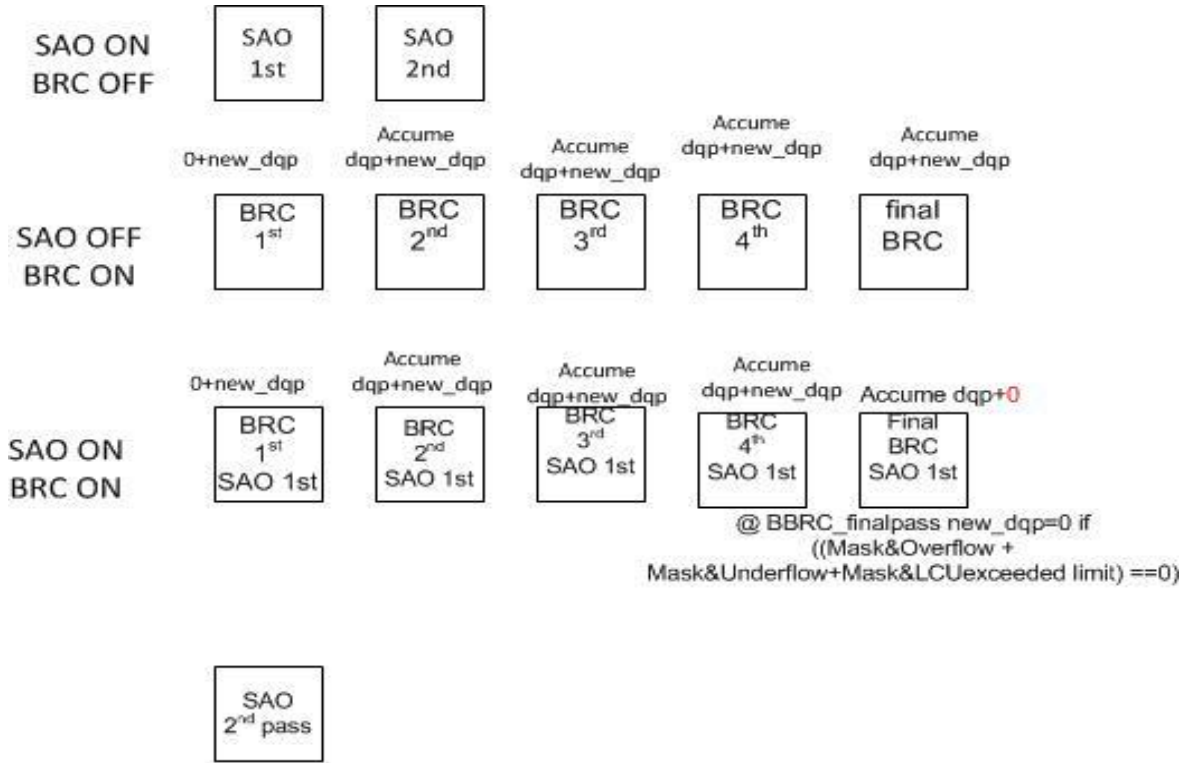 SAO ON
BRC OFF
SAO
1st
SAO
2nd
0+new_dqp
Accume
dqp+new_dqp
Accume
dqp+new_dqp
Accume
dqp+new_dqp
Accume
dqp+new_dqp
SAO OFF
BRC ON
BRC
1st
BRC
2nd
BRC
3rd
BRC
4th
final
BRC
0+new_dqp
Accume
dqp+new_dqp
Accume
dqp+new_dqp
Accume
dqp+new_dqp
Accume dqp+0
SAO ON
BRC ON
BRC
1st
SAO 1st
BRC
2nd
SAO 1st
BRC
3rd
SAO 1st
BRC
4th
SAO 1st
Final
BRC
SAO 1st
@ BBRC_finalpass new_dqp=0 if
((Mask&Overflow +
Mask&Underflow+Mask&LCUexceeded limit) ==0)
SAO
2nd pass